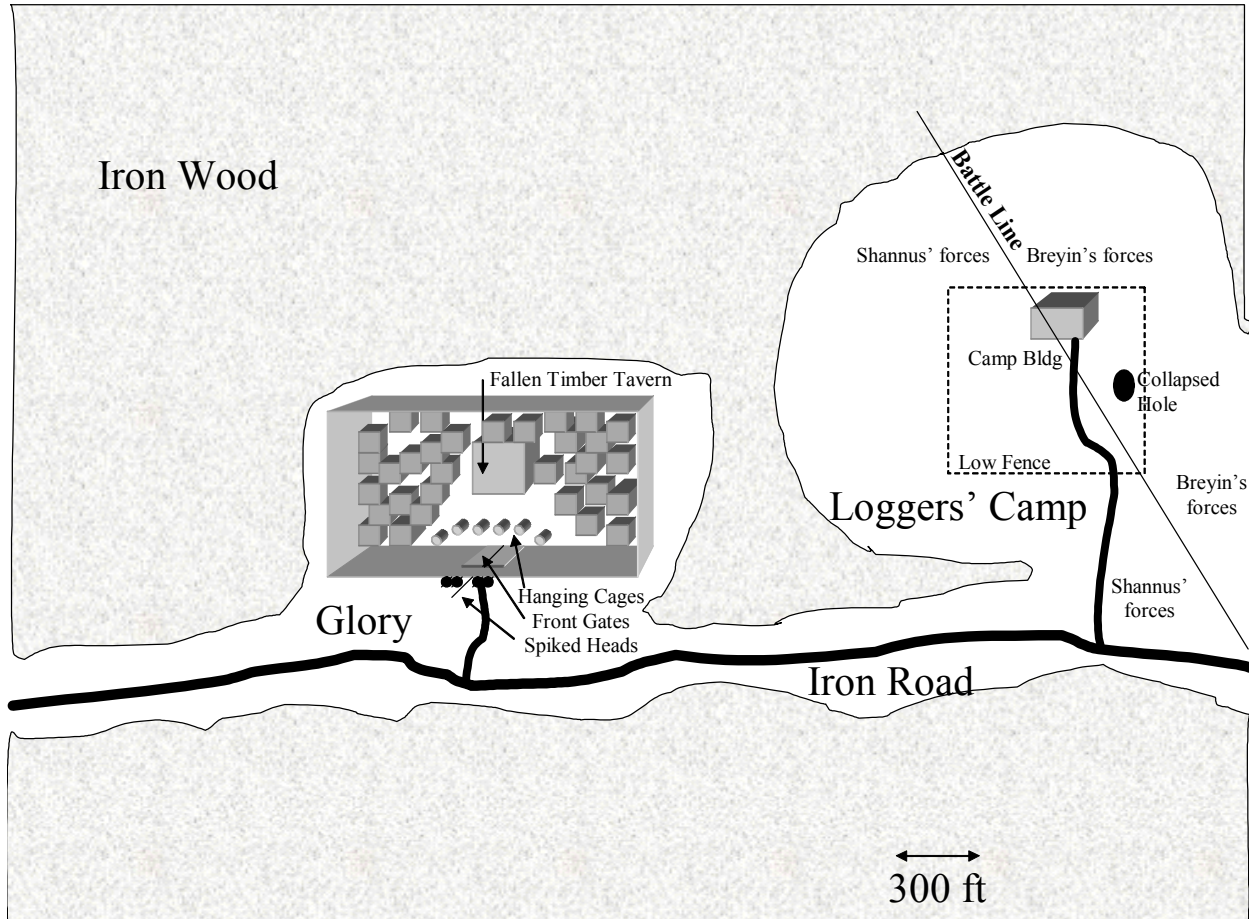 Iron Wood
Battle Line
Shannus’ forces
Breyin’s forces
Fallen Timber Tavern
Camp Bldg
Collapsed
Hole
Low Fence
Loggers’ Camp
Breyin’s
forces
Hanging Cages
Front Gates
Spiked Heads
Glory
Shannus’
forces
Iron Road
300 ft